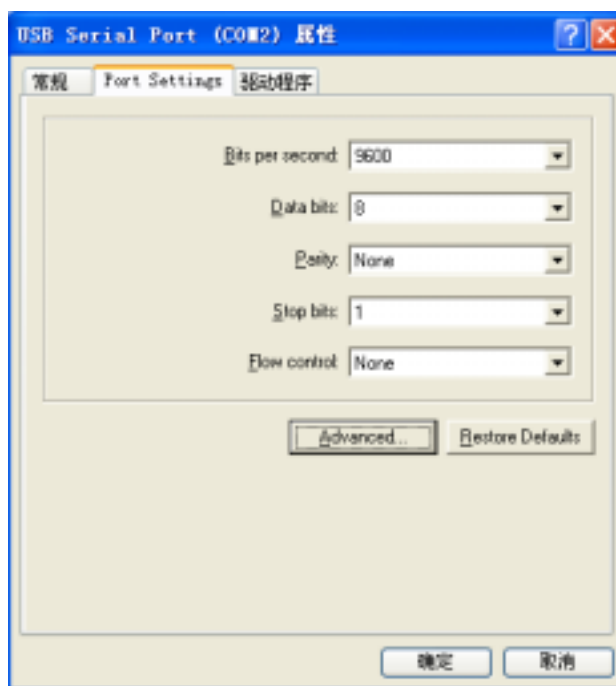 USB Serial Port (COM2) 属性
常规 Port Settings 驱动程序
Bits per second: 9600
Data bits: 8
Parity: None
Stop bits: 1
Flow control: None
Advanced... Restore Defaults
确定 取消